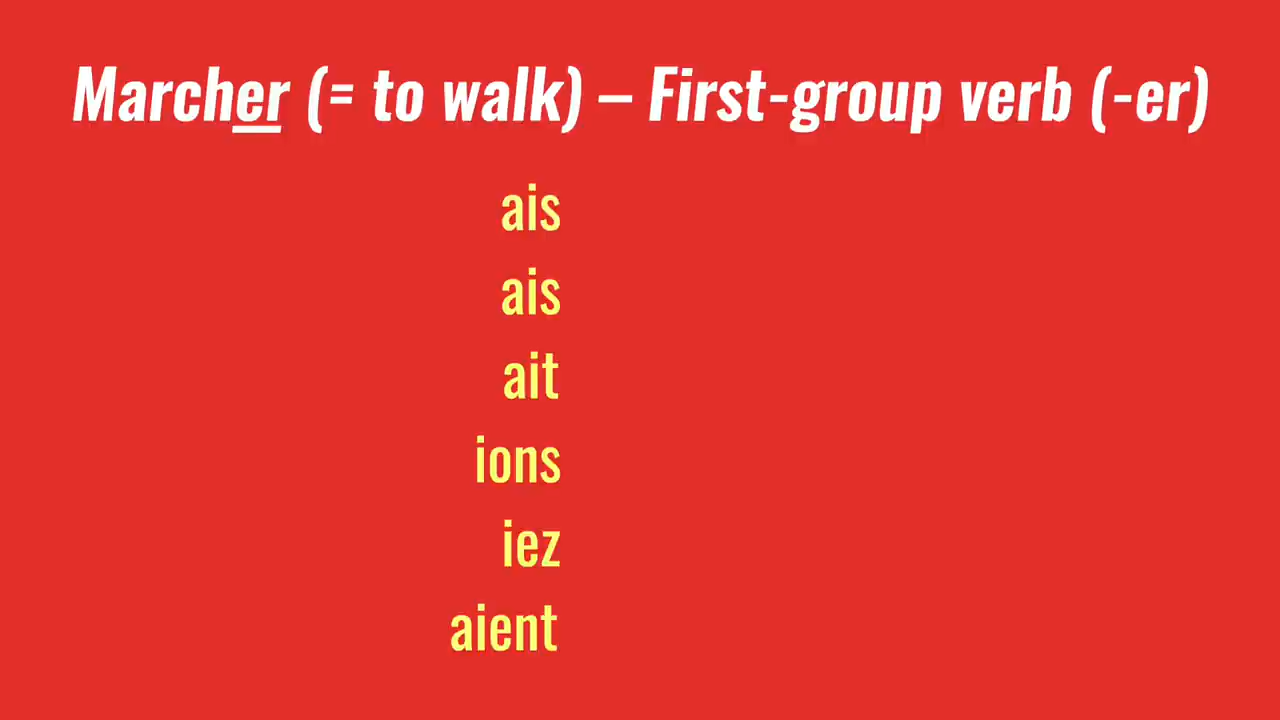 Marcher (= to walk) – First-group verb (-er)
ais
ais
ait
ions
iez
aient